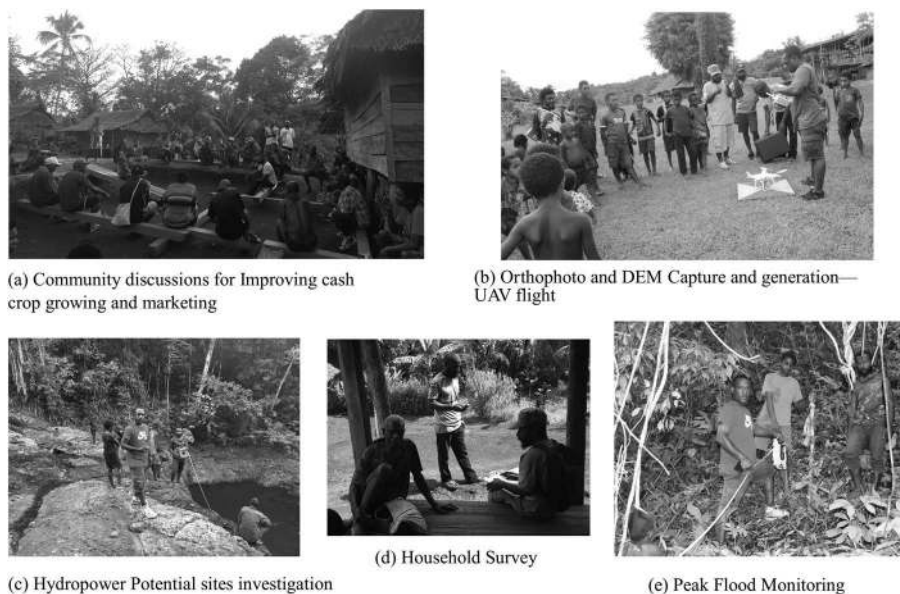 (a) Community discussions for Improving cash
crop growing and marketing
(b) Orthophoto and DEM Capture and generation—
UAV flight
(c) Hydropower Potential sites investigation
(d) Household Survey
(e) Peak Flood Monitoring